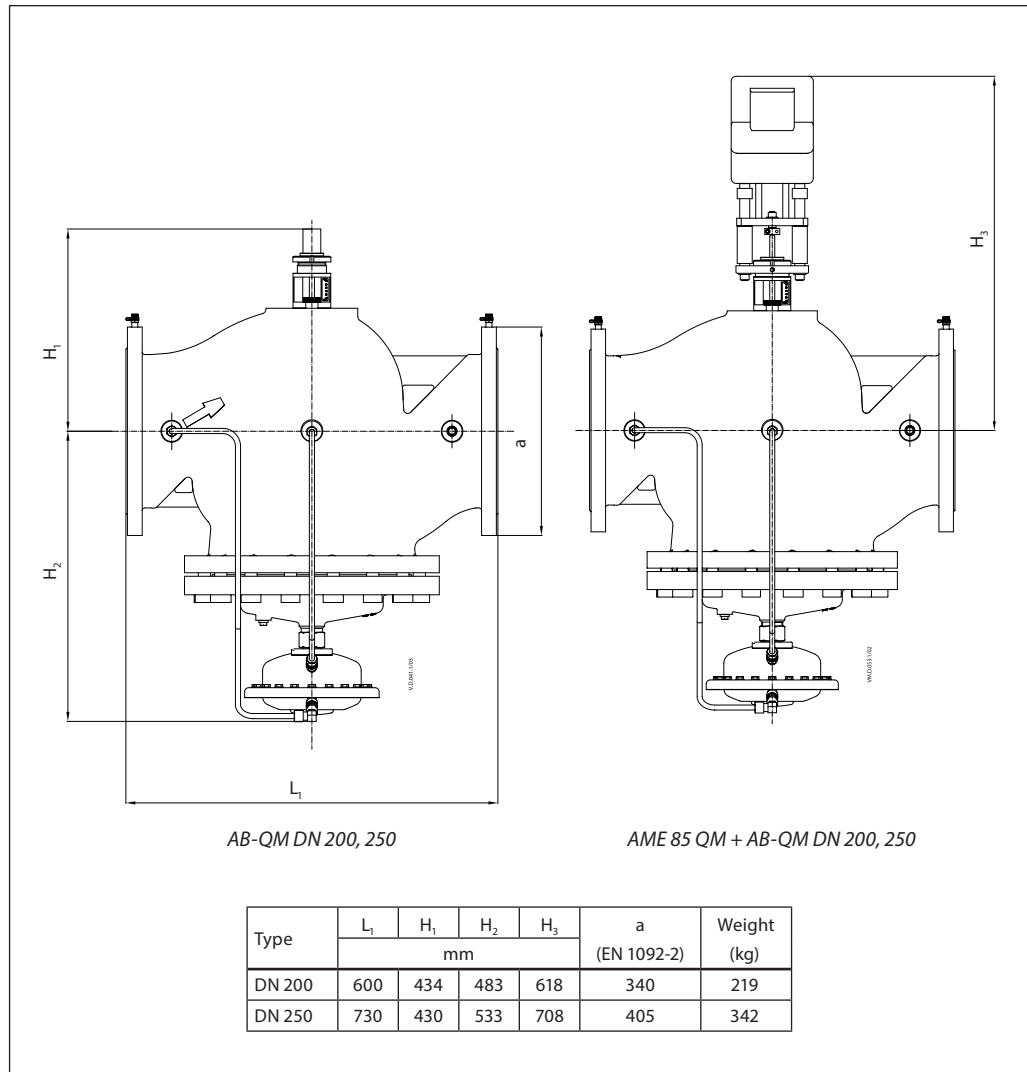 H₃
H₁
a
H₂
V.D.041.1/03
VM.D.053.1/02
L₁
AB-QM DN 200, 250
AME 85 QM + AB-QM DN 200, 250
Type L₁ H₁ H₂ H₃ a Weight
mm (EN 1092-2) (kg)
DN 200 600 434 483 618 340 219
DN 250 730 430 533 708 405 342